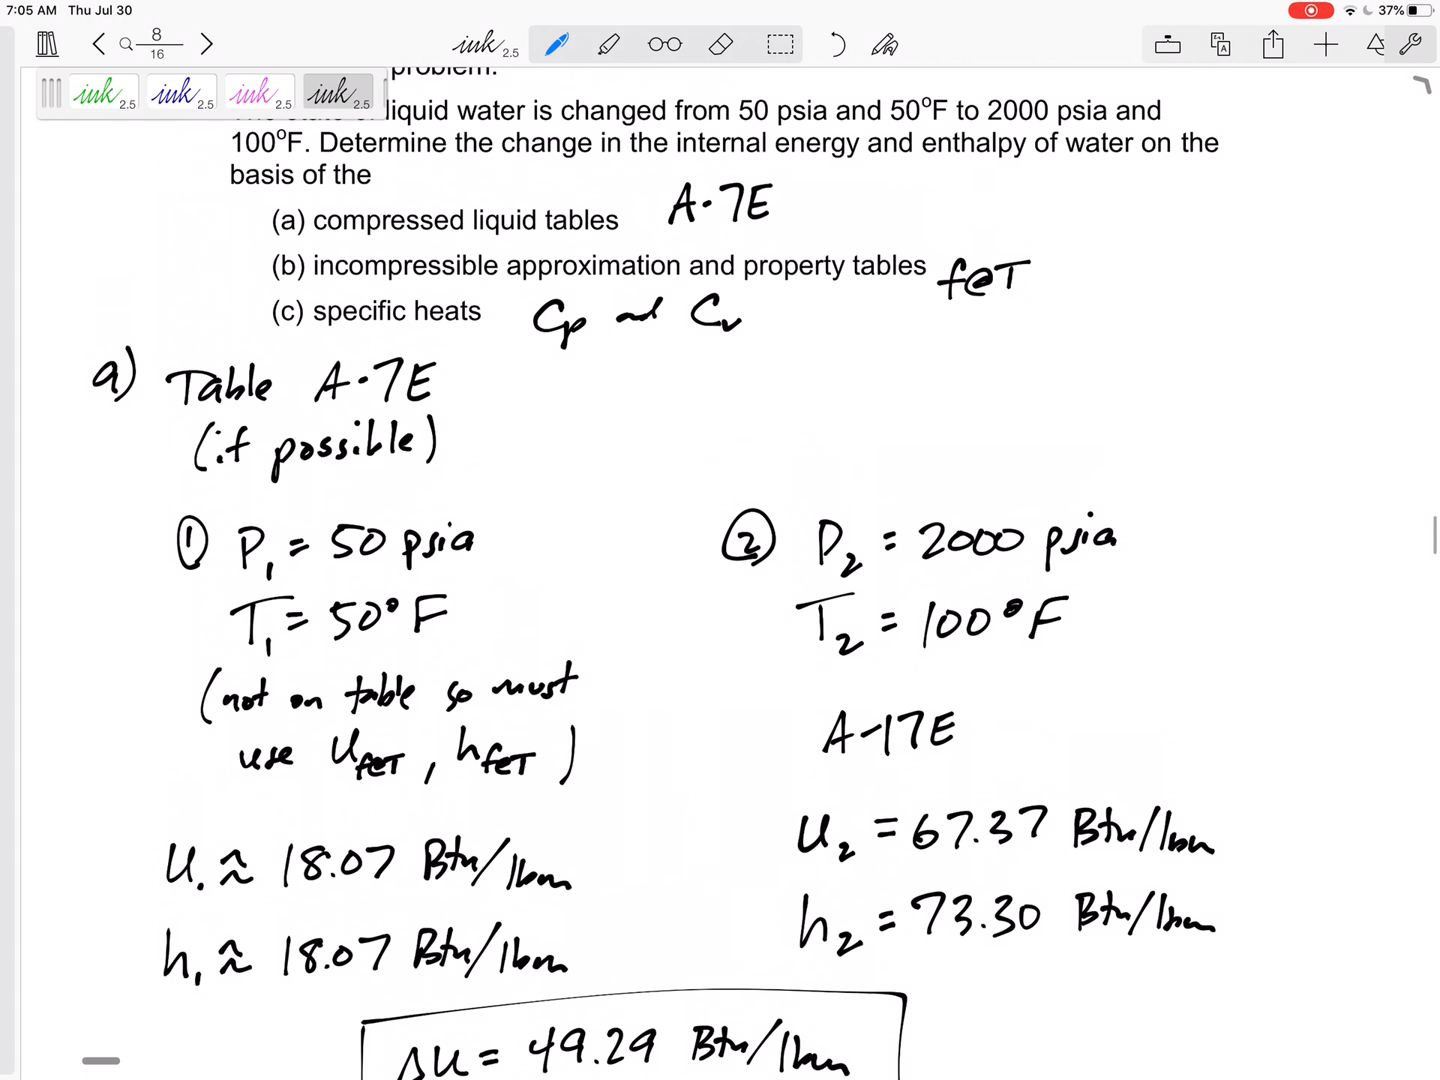 7:05 AM Thu Jul 30
37%
8
16
ink 2.5
ink 2.5 ink 2.5 ink 2.5 ink 2.5
problem.
liquid water is changed from 50 psia and 50°F to 2000 psia and
100°F. Determine the change in the internal energy and enthalpy of water on the
basis of the
(a) compressed liquid tables A-7E
(b) incompressible approximation and property tables f@T
(c) specific heats Cp and Cv
a) Table A-7E
(if possible)
① P₁ = 50 psia
T₁ = 50°F
(not on table so must
use u f@T, h f@T)
u₁ ≈ 18.07 Btu/lbm
h₁ ≈ 18.07 Btu/lbm
② P₂ = 2000 psia
T₂ = 100°F
A-17E
u₂ = 67.37 Btu/lbm
h₂ = 73.30 Btu/lbm
Δu = 49.29 Btu/lbm